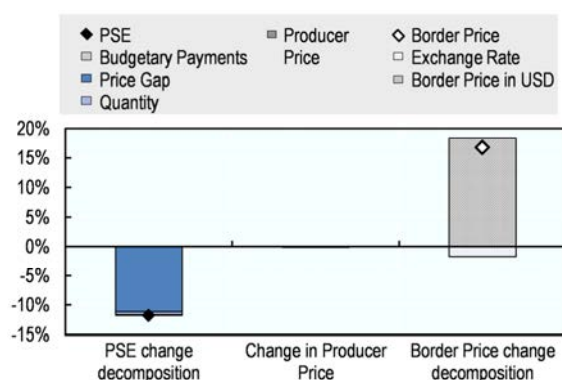 PSE
Budgetary Payments
Price Gap
Quantity
Producer
Price
Border Price
Exchange Rate
Border Price in USD
20%
15%
10%
5%
0%
-5%
-10%
-15%
PSE change
decomposition
Change in Producer
Price
Border Price change
decomposition